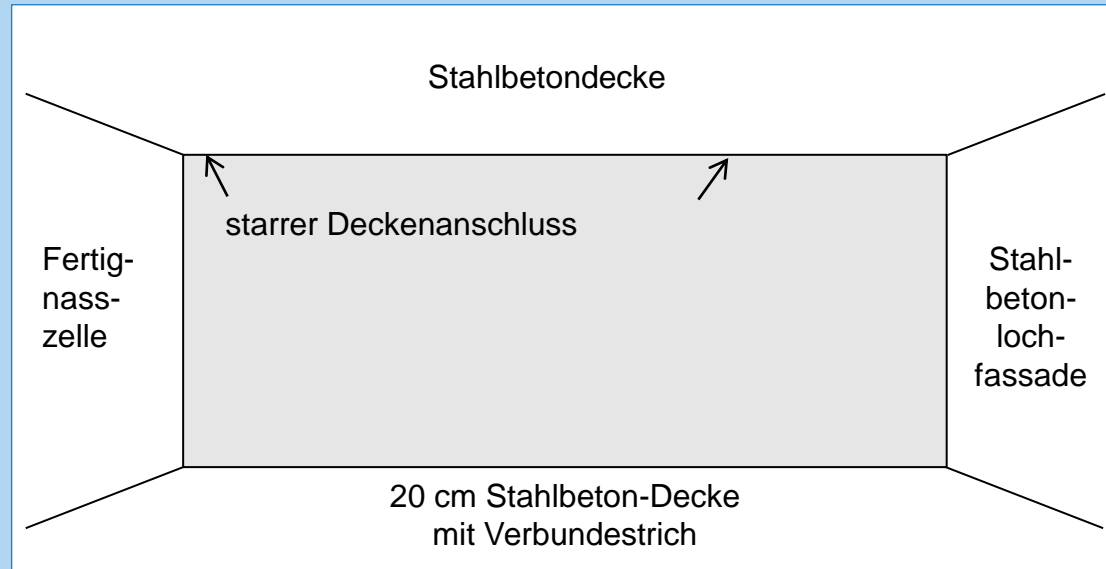 Stahlbetondecke
starrer Deckenanschluss
Fertig-
nass-
zelle
Stahl-
beton-
loch-
fassade
20 cm Stahlbeton-Decke
mit Verbundestrich